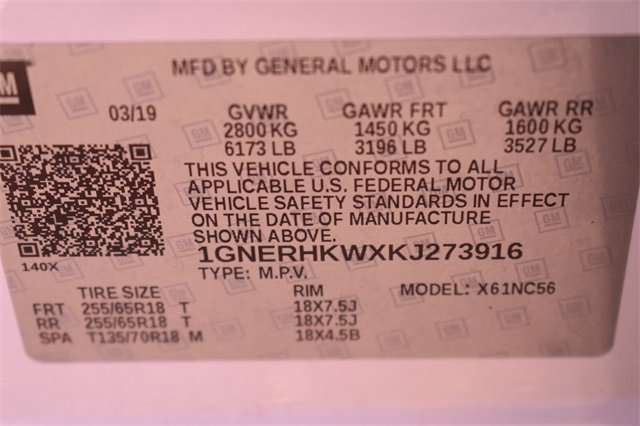 GM
MFD BY GENERAL MOTORS LLC
03/19 GVWR GAWR FRT GAWR RR
2800 KG 1450 KG 1600 KG
6173 LB 3196 LB 3527 LB
THIS VEHICLE CONFORMS TO ALL
APPLICABLE U.S. FEDERAL MOTOR
VEHICLE SAFETY STANDARDS IN EFFECT
ON THE DATE OF MANUFACTURE
SHOWN ABOVE.
140X 1GNERHKWXKJ273916
TYPE: M.P.V.
TIRE SIZE RIM MODEL: X61NC56
FRT 255/65R18 T 18X7.5J
RR 255/65R18 T 18X7.5J
SPA T135/70R18 M 18X4.5B